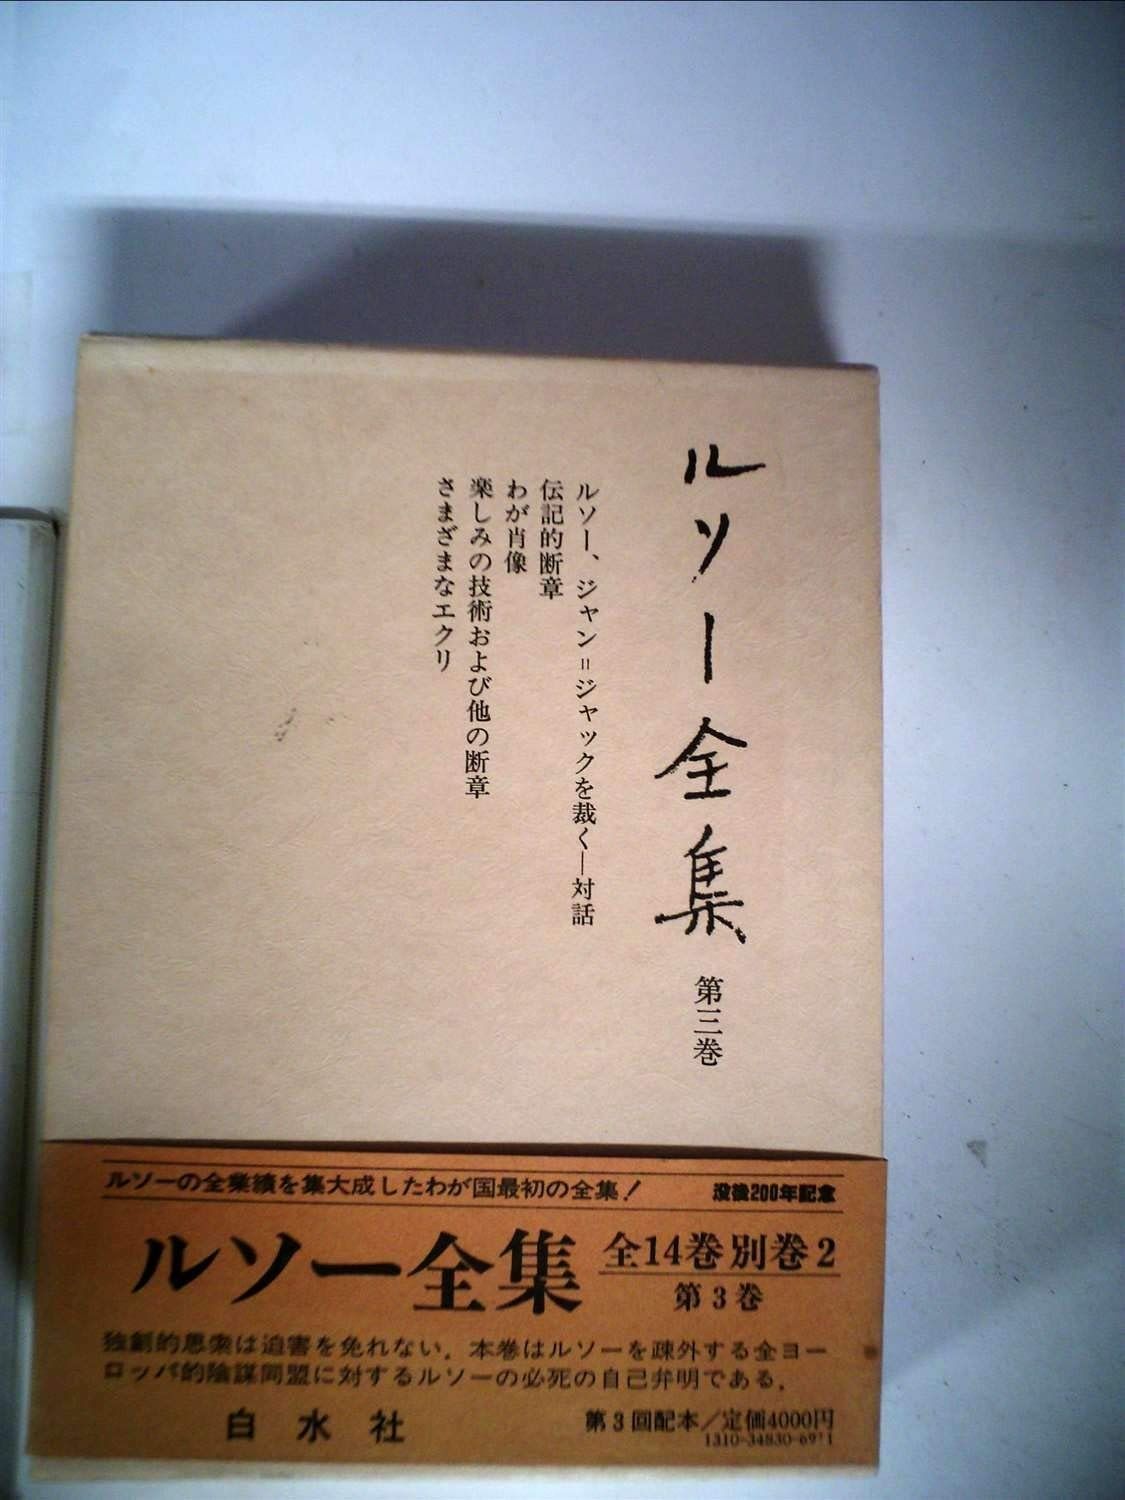 ルソー全集 第三巻
ルソー、ジャン=ジャックを裁く—対話
伝記的断章
わが肖像
楽しみの技術および他の断章
さまざまなエクリ
ルソーの全業績を集大成したわが国最初の全集! 没後200年記念
ルソー全集 全14巻別巻2
第3巻
独創的思索は迫害を免れない。本巻はルソーを疎外する全ヨー
ロッパ的陰謀同盟に対するルソーの必死の自己弁明である。
白水社 第3回配本/定価4000円